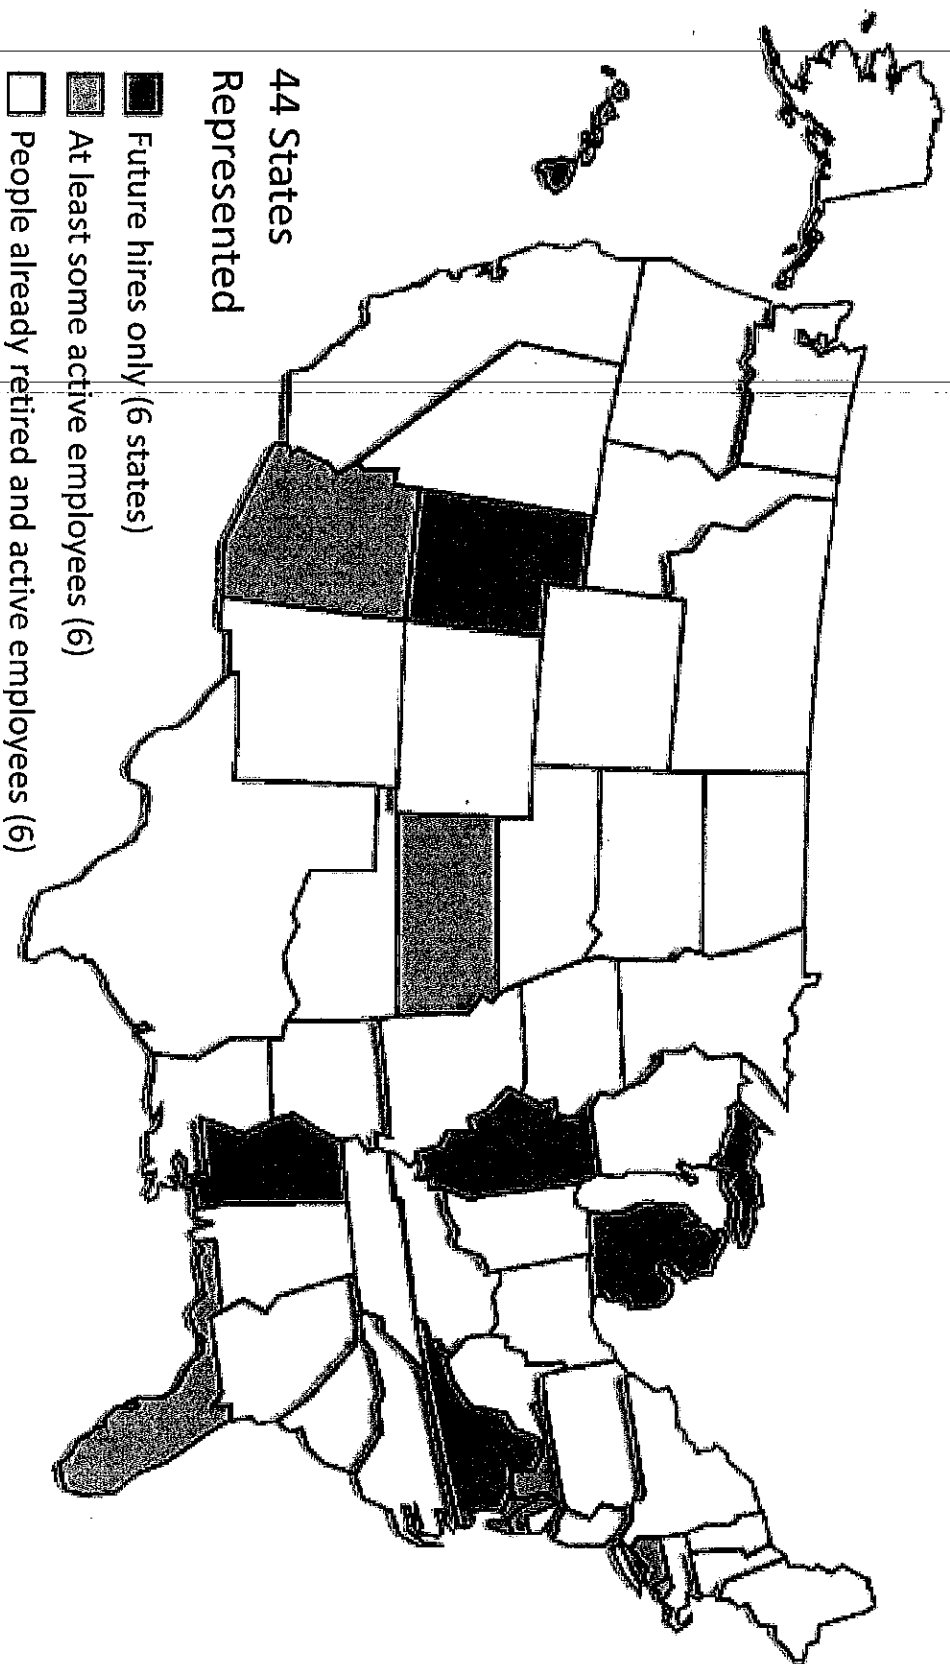 44 States
Represented
Future hires only (6 states)
At least some active employees (6)
People already retired and active employees (6)